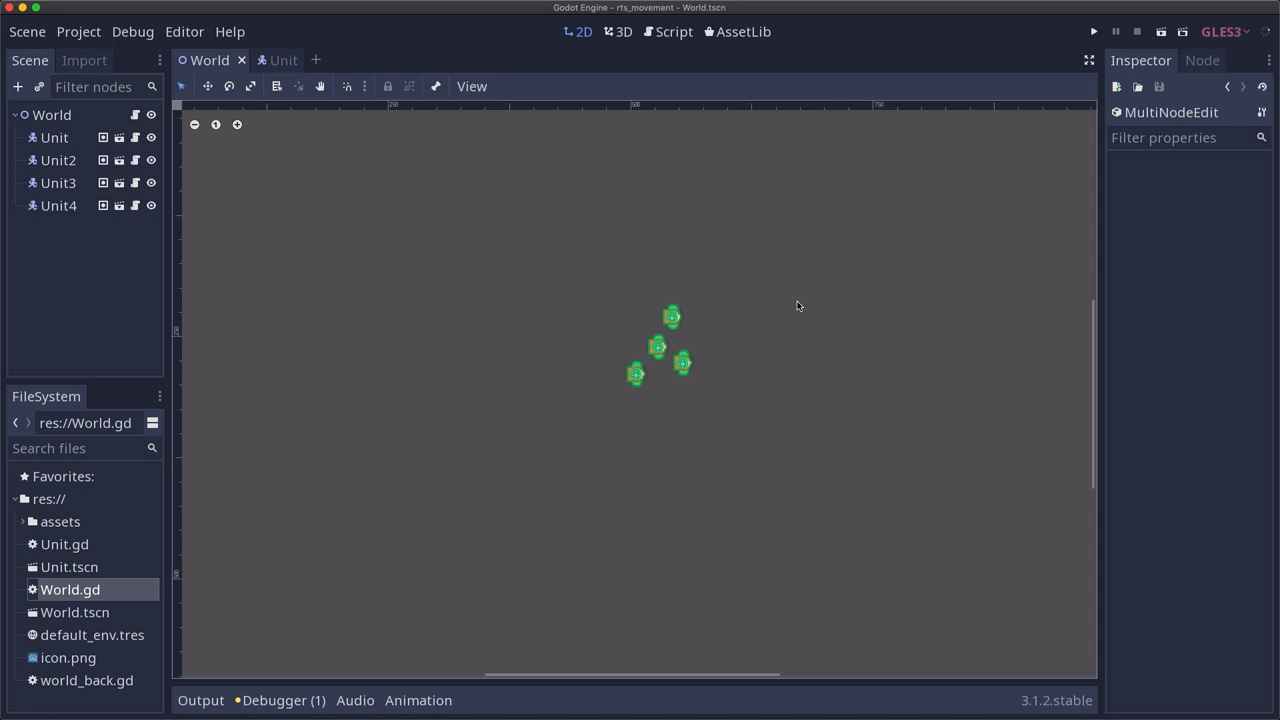 Godot Engine - rts_movement - World.tscn
Scene Project Debug Editor Help
2D 3D Script AssetLib
GLES3
Scene Import
World Unit
Inspector Node
Filter nodes
View
MultiNodeEdit
Filter properties
250 500 750
World
Unit
Unit2
Unit3
Unit4
250
500
FileSystem
res://World.gd
Search files
Favorites:
res://
assets
Unit.gd
Unit.tscn
World.gd
World.tscn
default_env.tres
icon.png
world_back.gd
Output Debugger (1) Audio Animation
3.1.2.stable